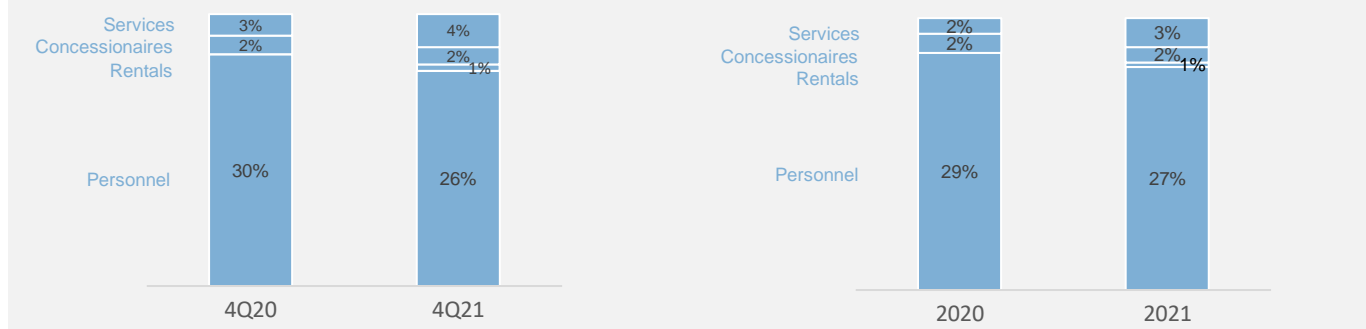 Services 3% 4%
Concessionaires 2% 2%
Rentals 1%
Personnel 30% 26%
4Q20 4Q21
Services 2% 3%
Concessionaires 2% 2%
Rentals 1%
Personnel 29% 27%
2020 2021